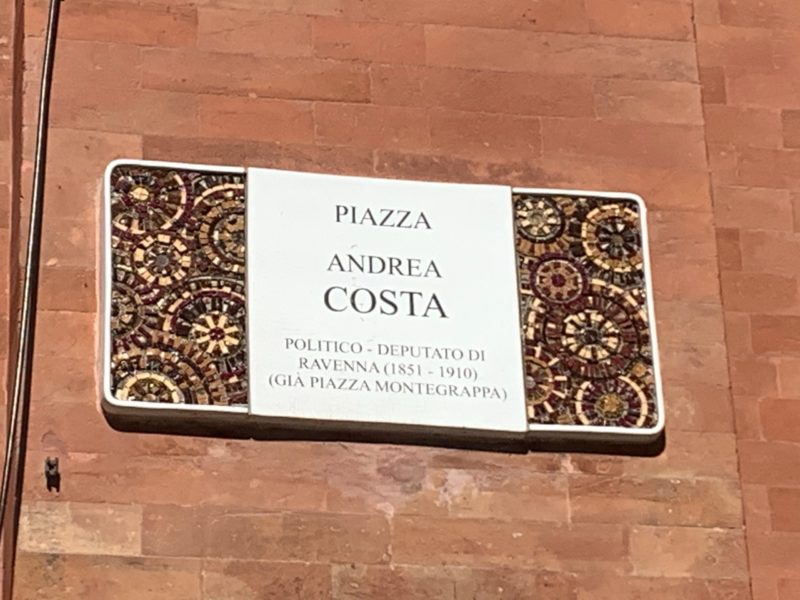 PIAZZA
ANDREA
COSTA
POLITICO - DEPUTATO DI
RAVENNA (1851 - 1910)
(GIÀ PIAZZA MONTEGRAPPA)